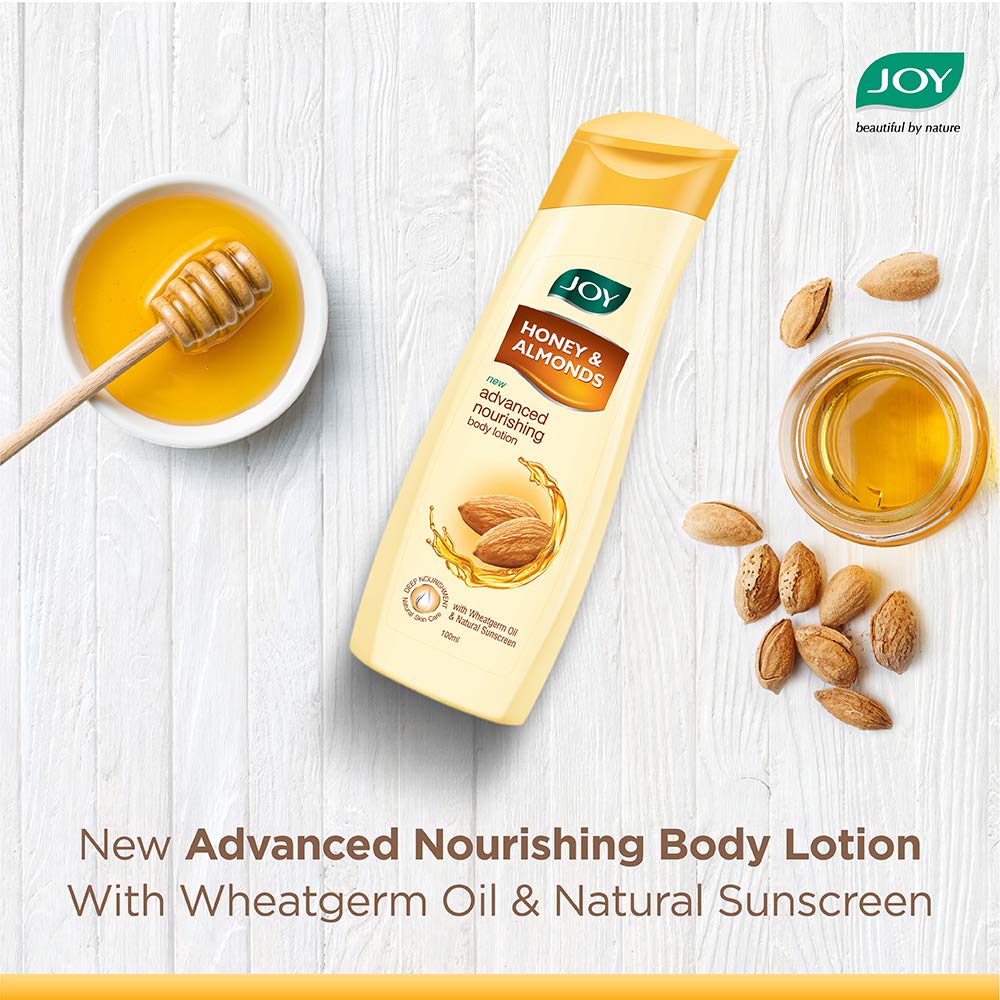 JOY
beautiful by nature
JOY
HONEY &
ALMONDS
new
advanced
nourishing
body lotion
DEEP NOURISHMENT
Natural Skin Care
with Wheatgerm Oil
& Natural Sunscreen
100ml
New Advanced Nourishing Body Lotion
With Wheatgerm Oil & Natural Sunscreen